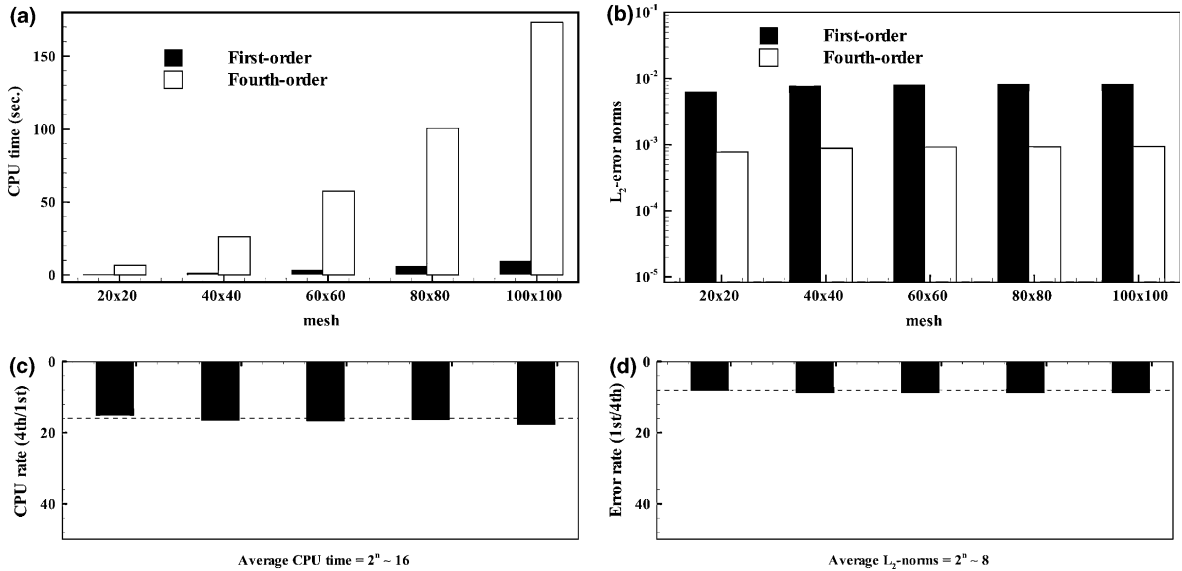 (a)
CPU time (sec.)
150
100
50
0
First-order
Fourth-order
20x20 40x40 60x60 80x80 100x100
mesh
(b)
L₂-error norms
10⁻¹
10⁻²
10⁻³
10⁻⁴
10⁻⁵
First-order
Fourth-order
20x20 40x40 60x60 80x80 100x100
mesh
(c)
CPU rate (4th/1st)
0
20
40
Average CPU time = 2ⁿ ~ 16
(d)
Error rate (1st/4th)
0
20
40
Average L₂-norms = 2ⁿ ~ 8